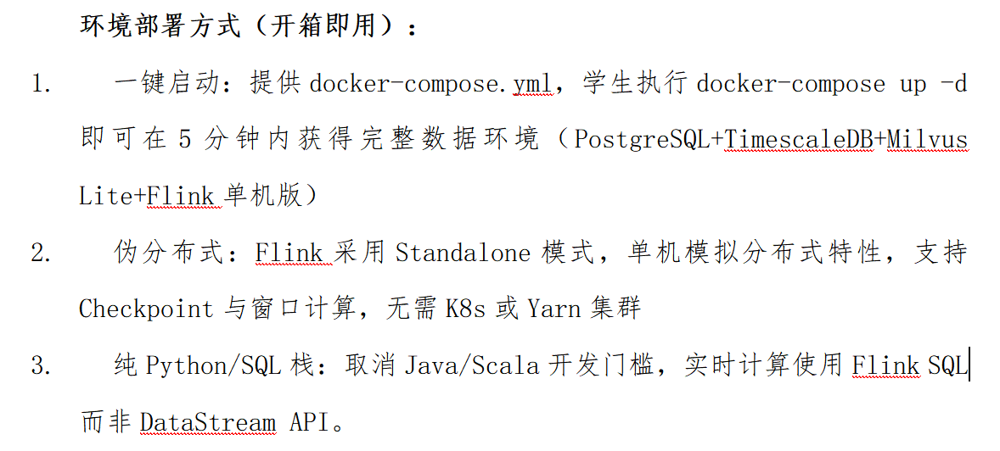 环境部署方式（开箱即用）：
1. 一键启动：提供 docker-compose.yml，学生执行 docker-compose up -d
即可在 5 分钟内获得完整数据环境（PostgreSQL+TimescaleDB+Milvus
Lite+Flink 单机版）
2. 伪分布式：Flink 采用 Standalone 模式，单机模拟分布式特性，支持
Checkpoint 与窗口计算，无需 K8s 或 Yarn 集群
3. 纯 Python/SQL 栈：取消 Java/Scala 开发门槛，实时计算使用 Flink SQL
而非 DataStream API。